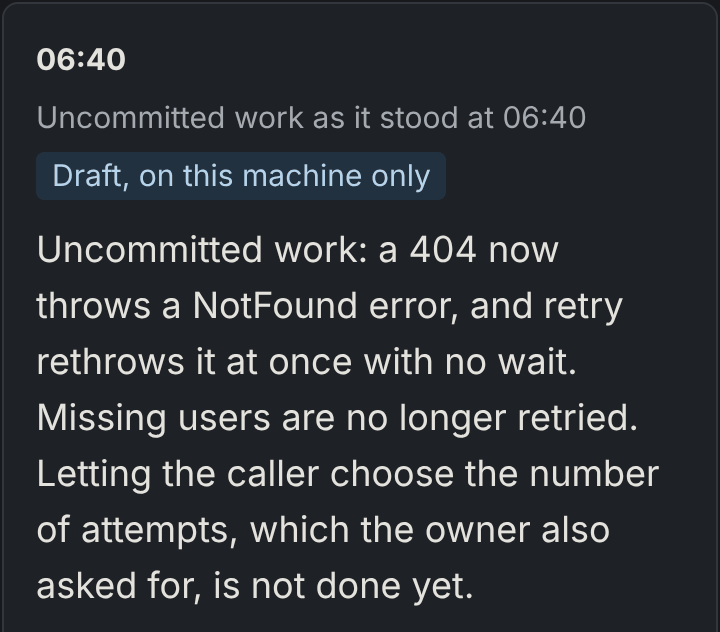 06:40
Uncommitted work as it stood at 06:40
Draft, on this machine only
Uncommitted work: a 404 now
throws a NotFound error, and retry
rethrows it at once with no wait.
Missing users are no longer retried.
Letting the caller choose the number
of attempts, which the owner also
asked for, is not done yet.